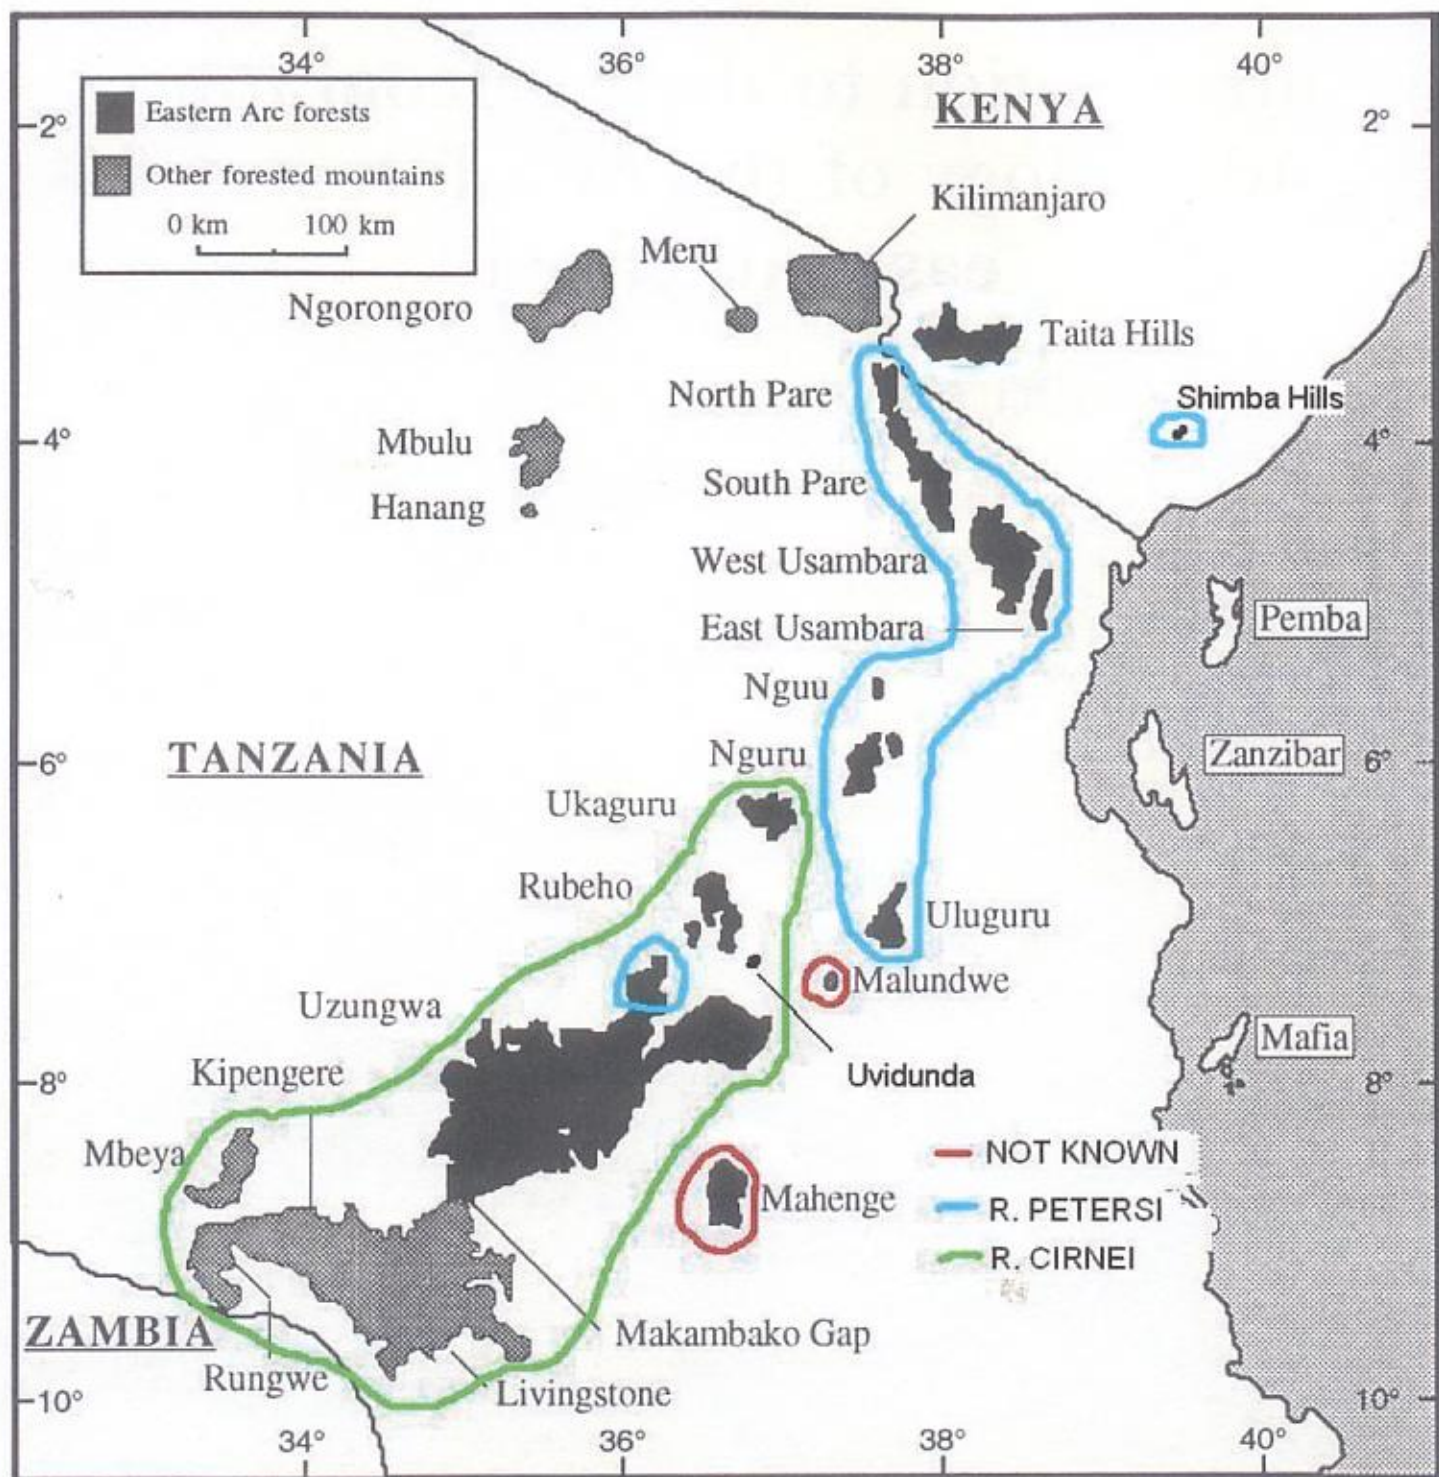 34°
36°
38°
40°
Eastern Arc forests
Other forested mountains
0 km 100 km
KENYA
2°
2°
Kilimanjaro
Meru
Ngorongoro
Taita Hills
North Pare
Shimba Hills
Mbulu
4°
4°
South Pare
Hanang
West Usambara
East Usambara
Pemba
Nguu
TANZANIA
Nguru
Zanzibar
6°
6°
Ukaguru
Rubeho
Uluguru
Malundwe
Uzungwa
Mafia
Kipengere
Uvidunda
8°
8°
Mbeya
NOT KNOWN
Mahenge
R. PETERSI
R. CIRNEI
ZAMBIA
Makambako Gap
Rungwe
Livingstone
10°
10°
34°
36°
38°
40°